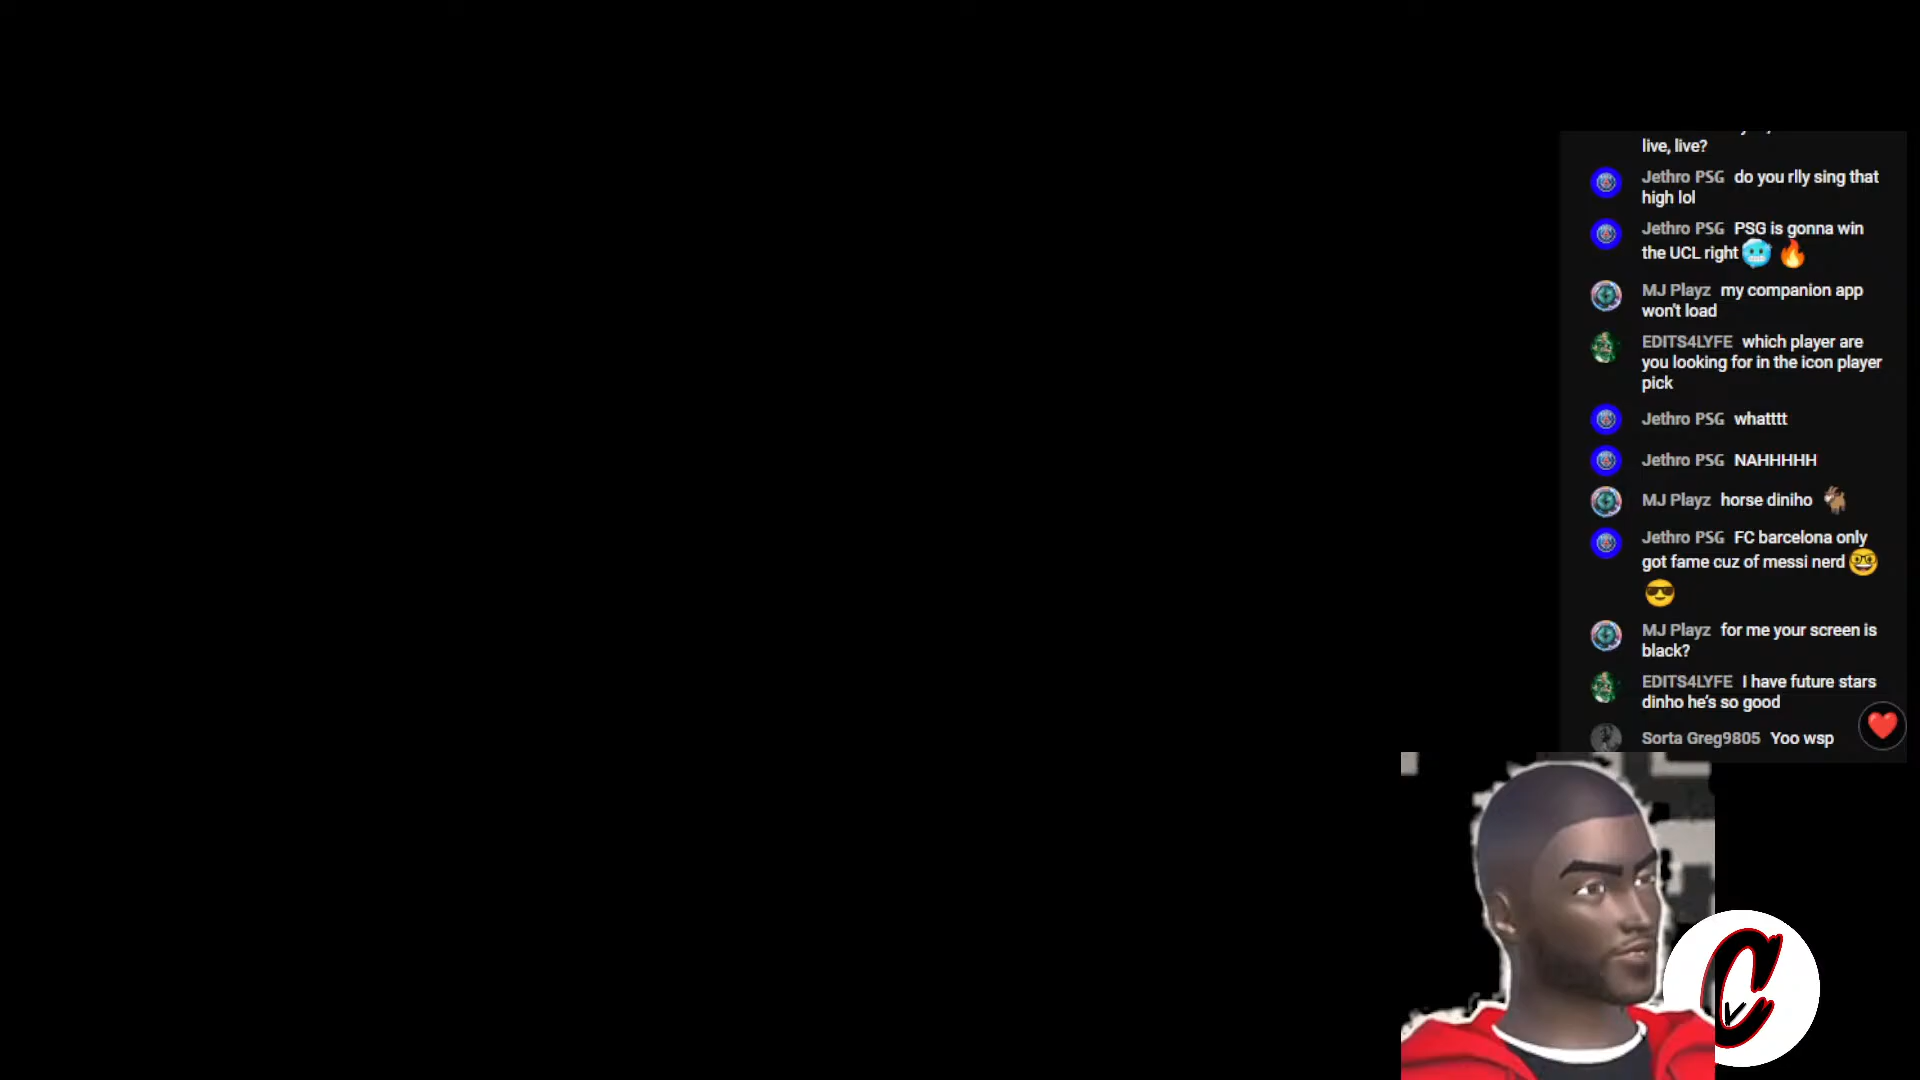 live, live?
Jethro PSG do you rlly sing that
high lol
Jethro PSG PSG is gonna win
the UCL right 🥶 🔥
MJ Playz my companion app
won't load
EDITS4LYFE which player are
you looking for in the icon player
pick
Jethro PSG whatttt
Jethro PSG NAHHHHH
MJ Playz horse diniho 🐐
Jethro PSG FC barcelona only
got fame cuz of messi nerd 🤓
😎
MJ Playz for me your screen is
black?
EDITS4LYFE I have future stars
dinho he's so good
Sorta Greg9805 Yoo wsp
C